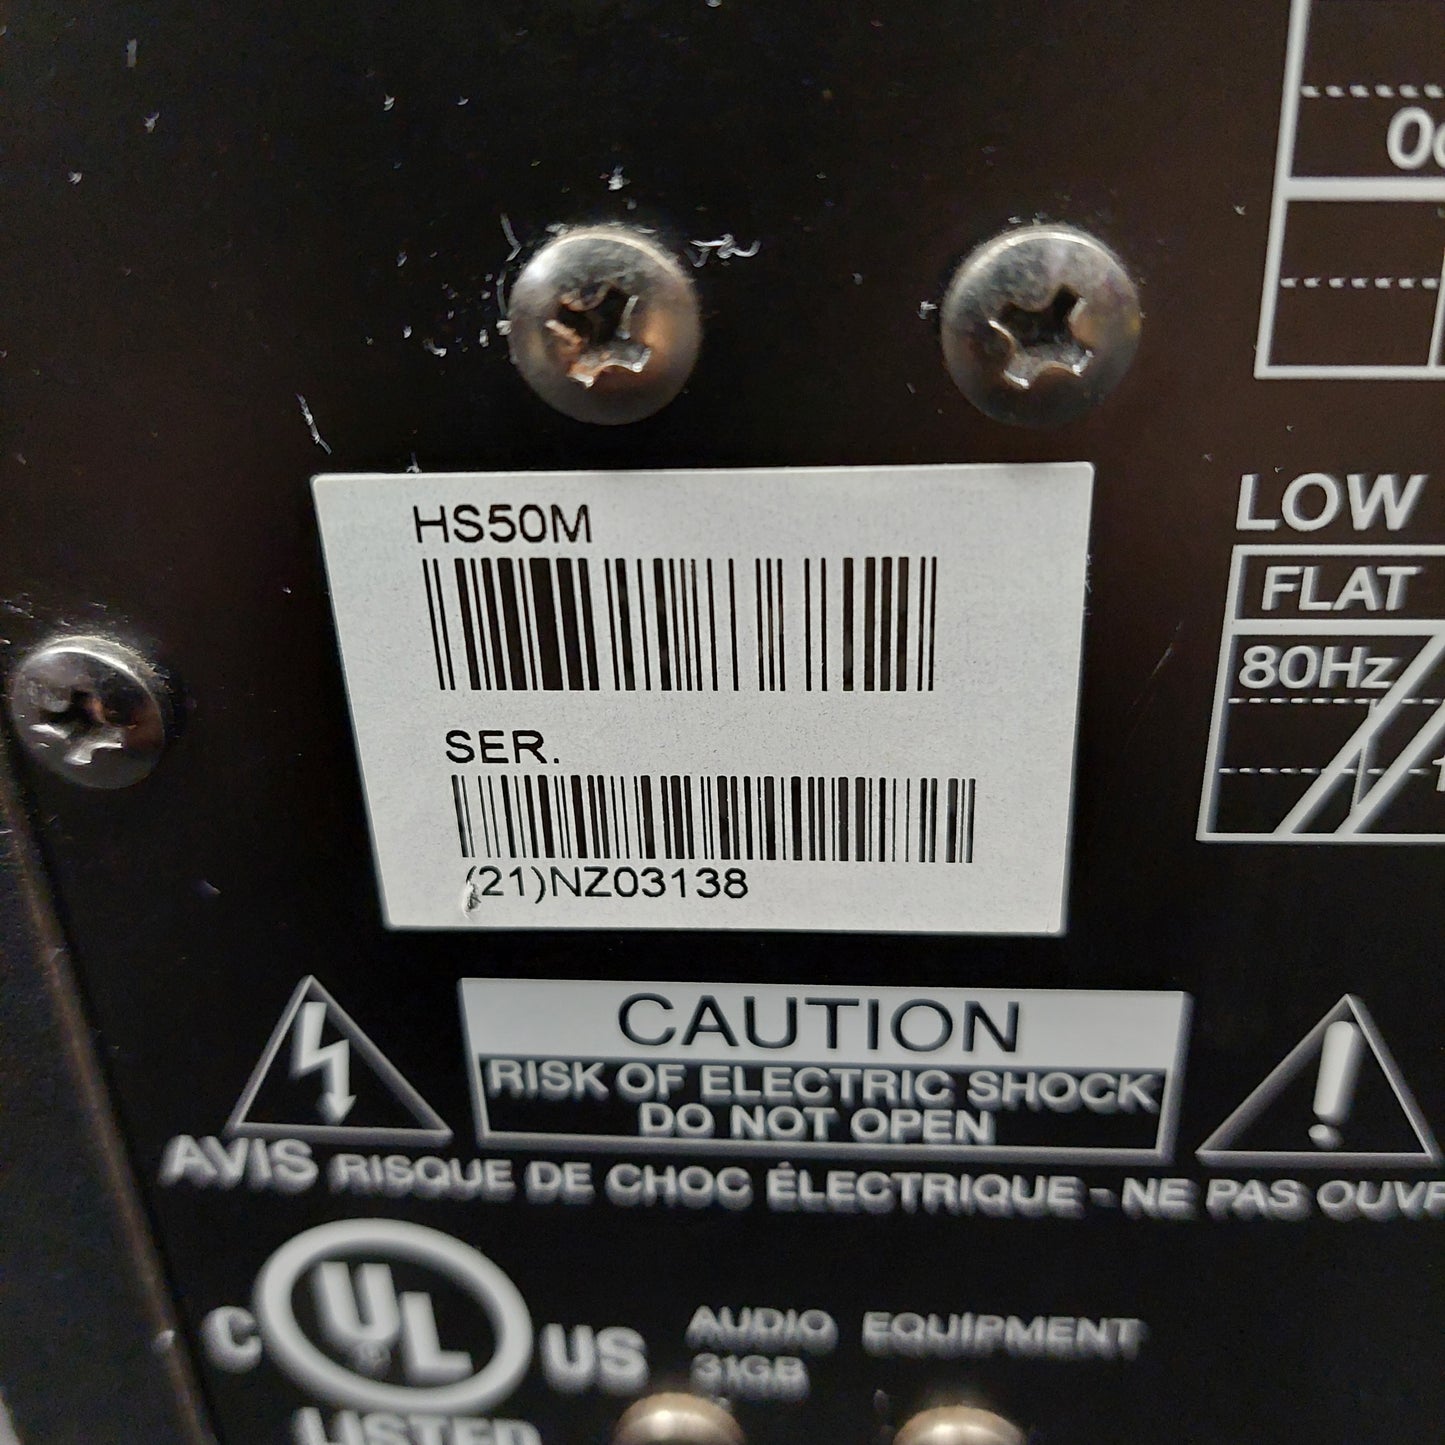 HS50M
SER.
(21)NZ03138
LOW
FLAT
80Hz
CAUTION
RISK OF ELECTRIC SHOCK
DO NOT OPEN
AVIS RISQUE DE CHOC ÉLECTRIQUE - NE PAS OUVR
C UL US
LISTED
AUDIO EQUIPMENT
31GB